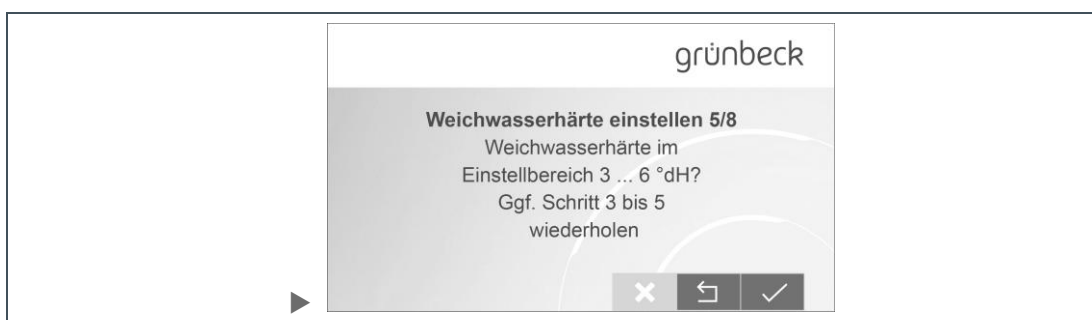 grünbeck
Weichwasserhärte einstellen 5/8
Weichwasserhärte im
Einstellbereich 3 ... 6 °dH?
Ggf. Schritt 3 bis 5
wiederholen